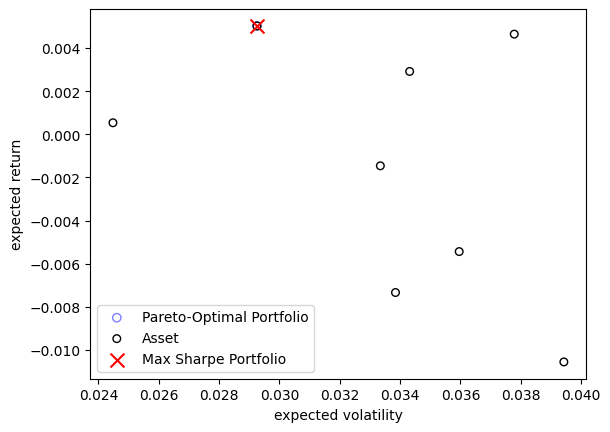 0.004
0.002
0.000
−0.002
−0.004
−0.006
−0.008
−0.010
expected return
Pareto-Optimal Portfolio
Asset
Max Sharpe Portfolio
0.024 0.026 0.028 0.030 0.032 0.034 0.036 0.038 0.040
expected volatility